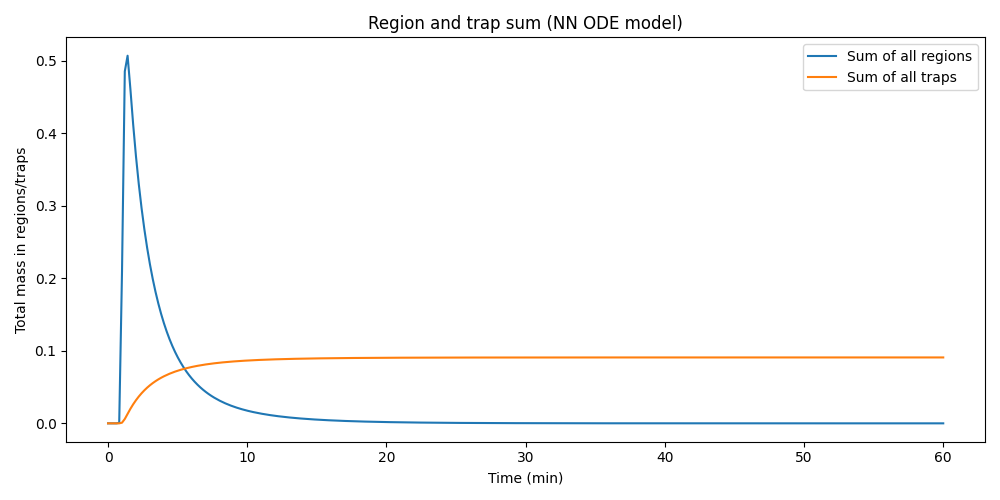 Region and trap sum (NN ODE model)
Sum of all regions
Sum of all traps
Total mass in regions/traps
0.5
0.4
0.3
0.2
0.1
0.0
0 10 20 30 40 50 60
Time (min)